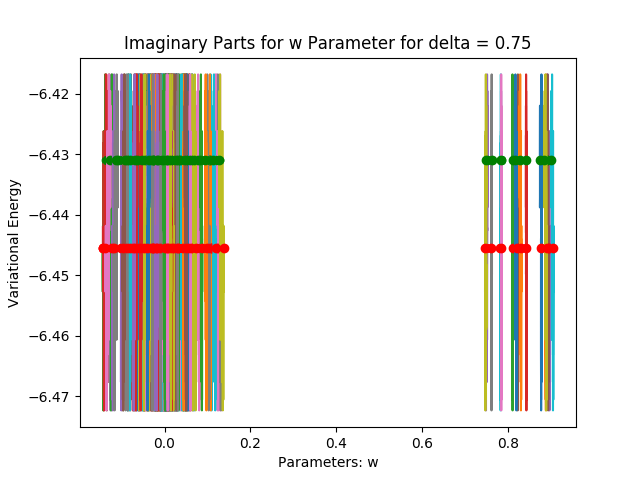 Imaginary Parts for w Parameter for delta = 0.75
−6.42
−6.43
−6.44
−6.45
−6.46
−6.47
Variational Energy
0.0 0.2 0.4 0.6 0.8
Parameters: w